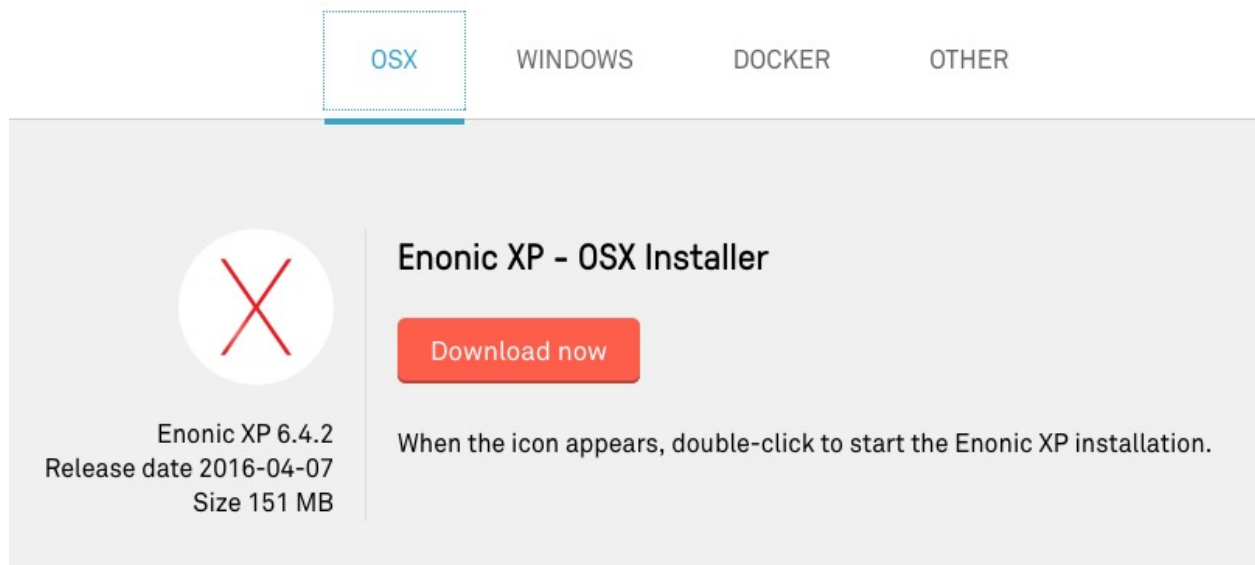 OSX WINDOWS DOCKER OTHER
Enonic XP - OSX Installer
Download now
When the icon appears, double-click to start the Enonic XP installation.
Enonic XP 6.4.2
Release date 2016-04-07
Size 151 MB